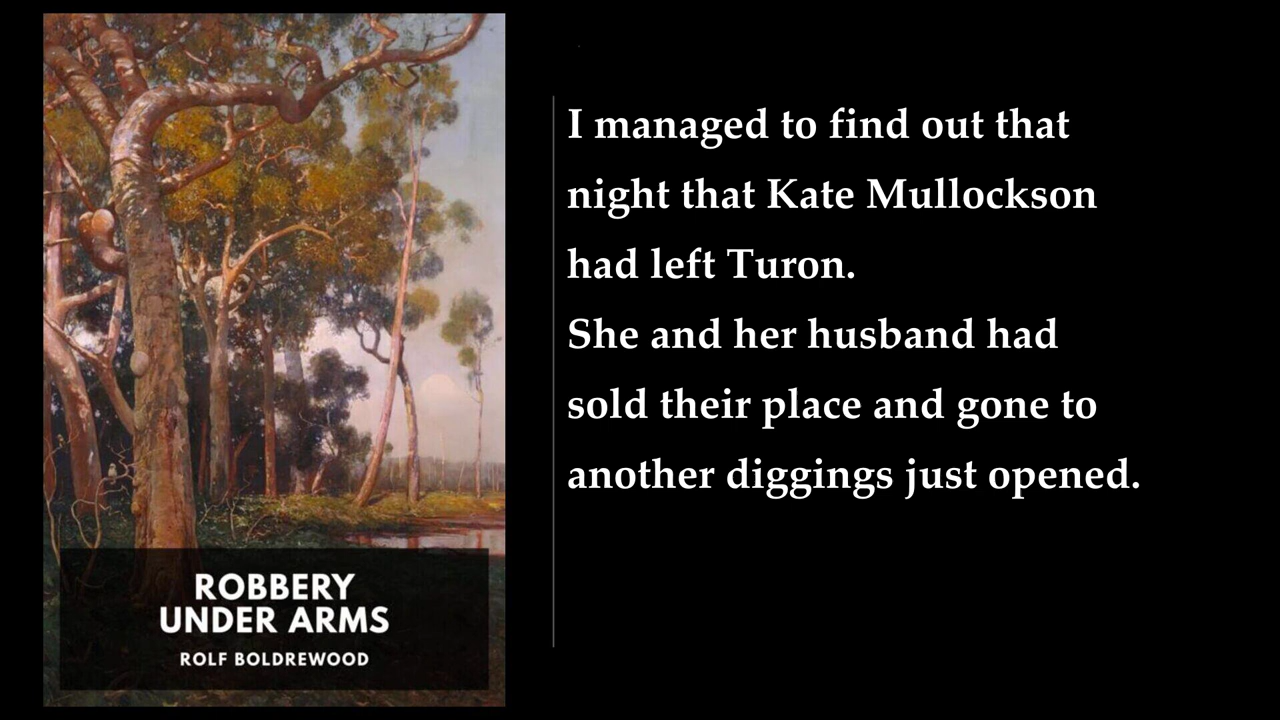 ROBBERY
UNDER ARMS
ROLF BOLDREWOOD
I managed to find out that
night that Kate Mullockson
had left Turon.
She and her husband had
sold their place and gone to
another diggings just opened.